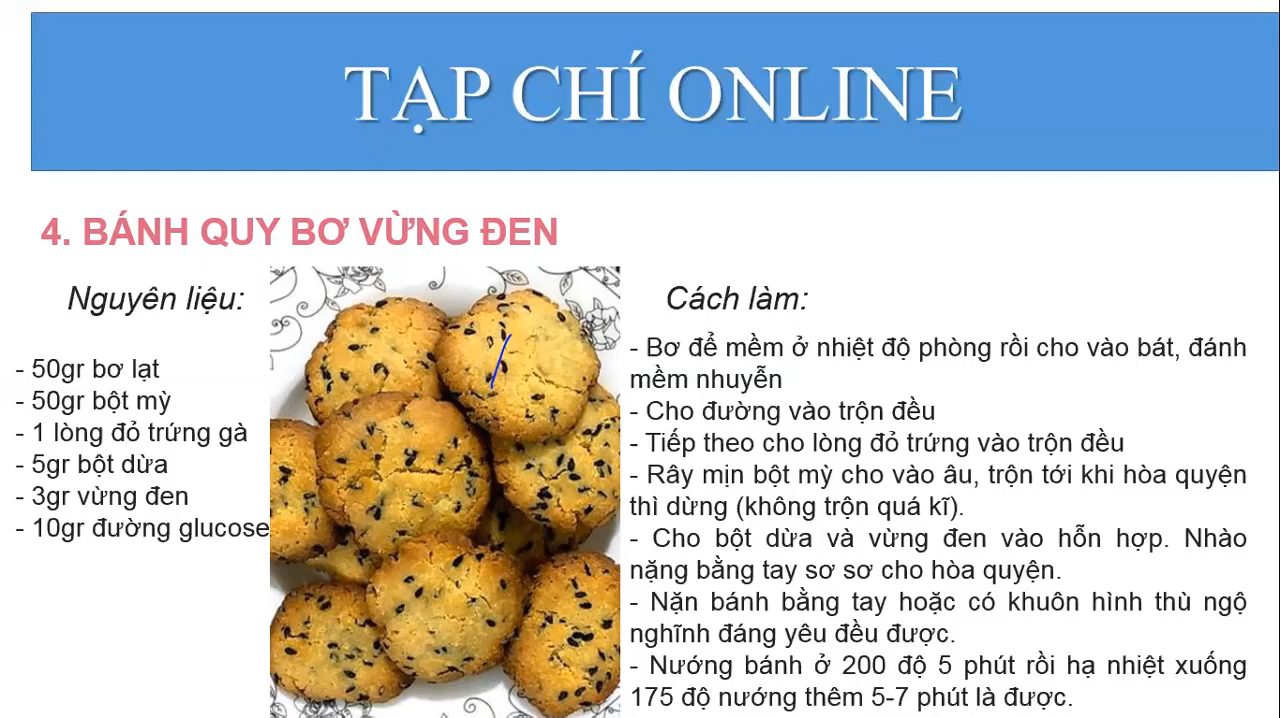 TẠP CHÍ ONLINE
4. BÁNH QUY BƠ VỪNG ĐEN
Nguyên liệu:
- 50gr bơ lạt
- 50gr bột mỳ
- 1 lòng đỏ trứng gà
- 5gr bột dừa
- 3gr vừng đen
- 10gr đường glucose
Cách làm:
- Bơ để mềm ở nhiệt độ phòng rồi cho vào bát, đánh
mềm nhuyễn
- Cho đường vào trộn đều
- Tiếp theo cho lòng đỏ trứng vào trộn đều
- Rây mịn bột mỳ cho vào âu, trộn tới khi hòa quyện
thì dừng (không trộn quá kĩ).
- Cho bột dừa và vừng đen vào hỗn hợp. Nhào
nặng bằng tay sơ sơ cho hòa quyện.
- Nặn bánh bằng tay hoặc có khuôn hình thù ngộ
nghĩnh đáng yêu đều được.
- Nướng bánh ở 200 độ 5 phút rồi hạ nhiệt xuống
175 độ nướng thêm 5-7 phút là được.